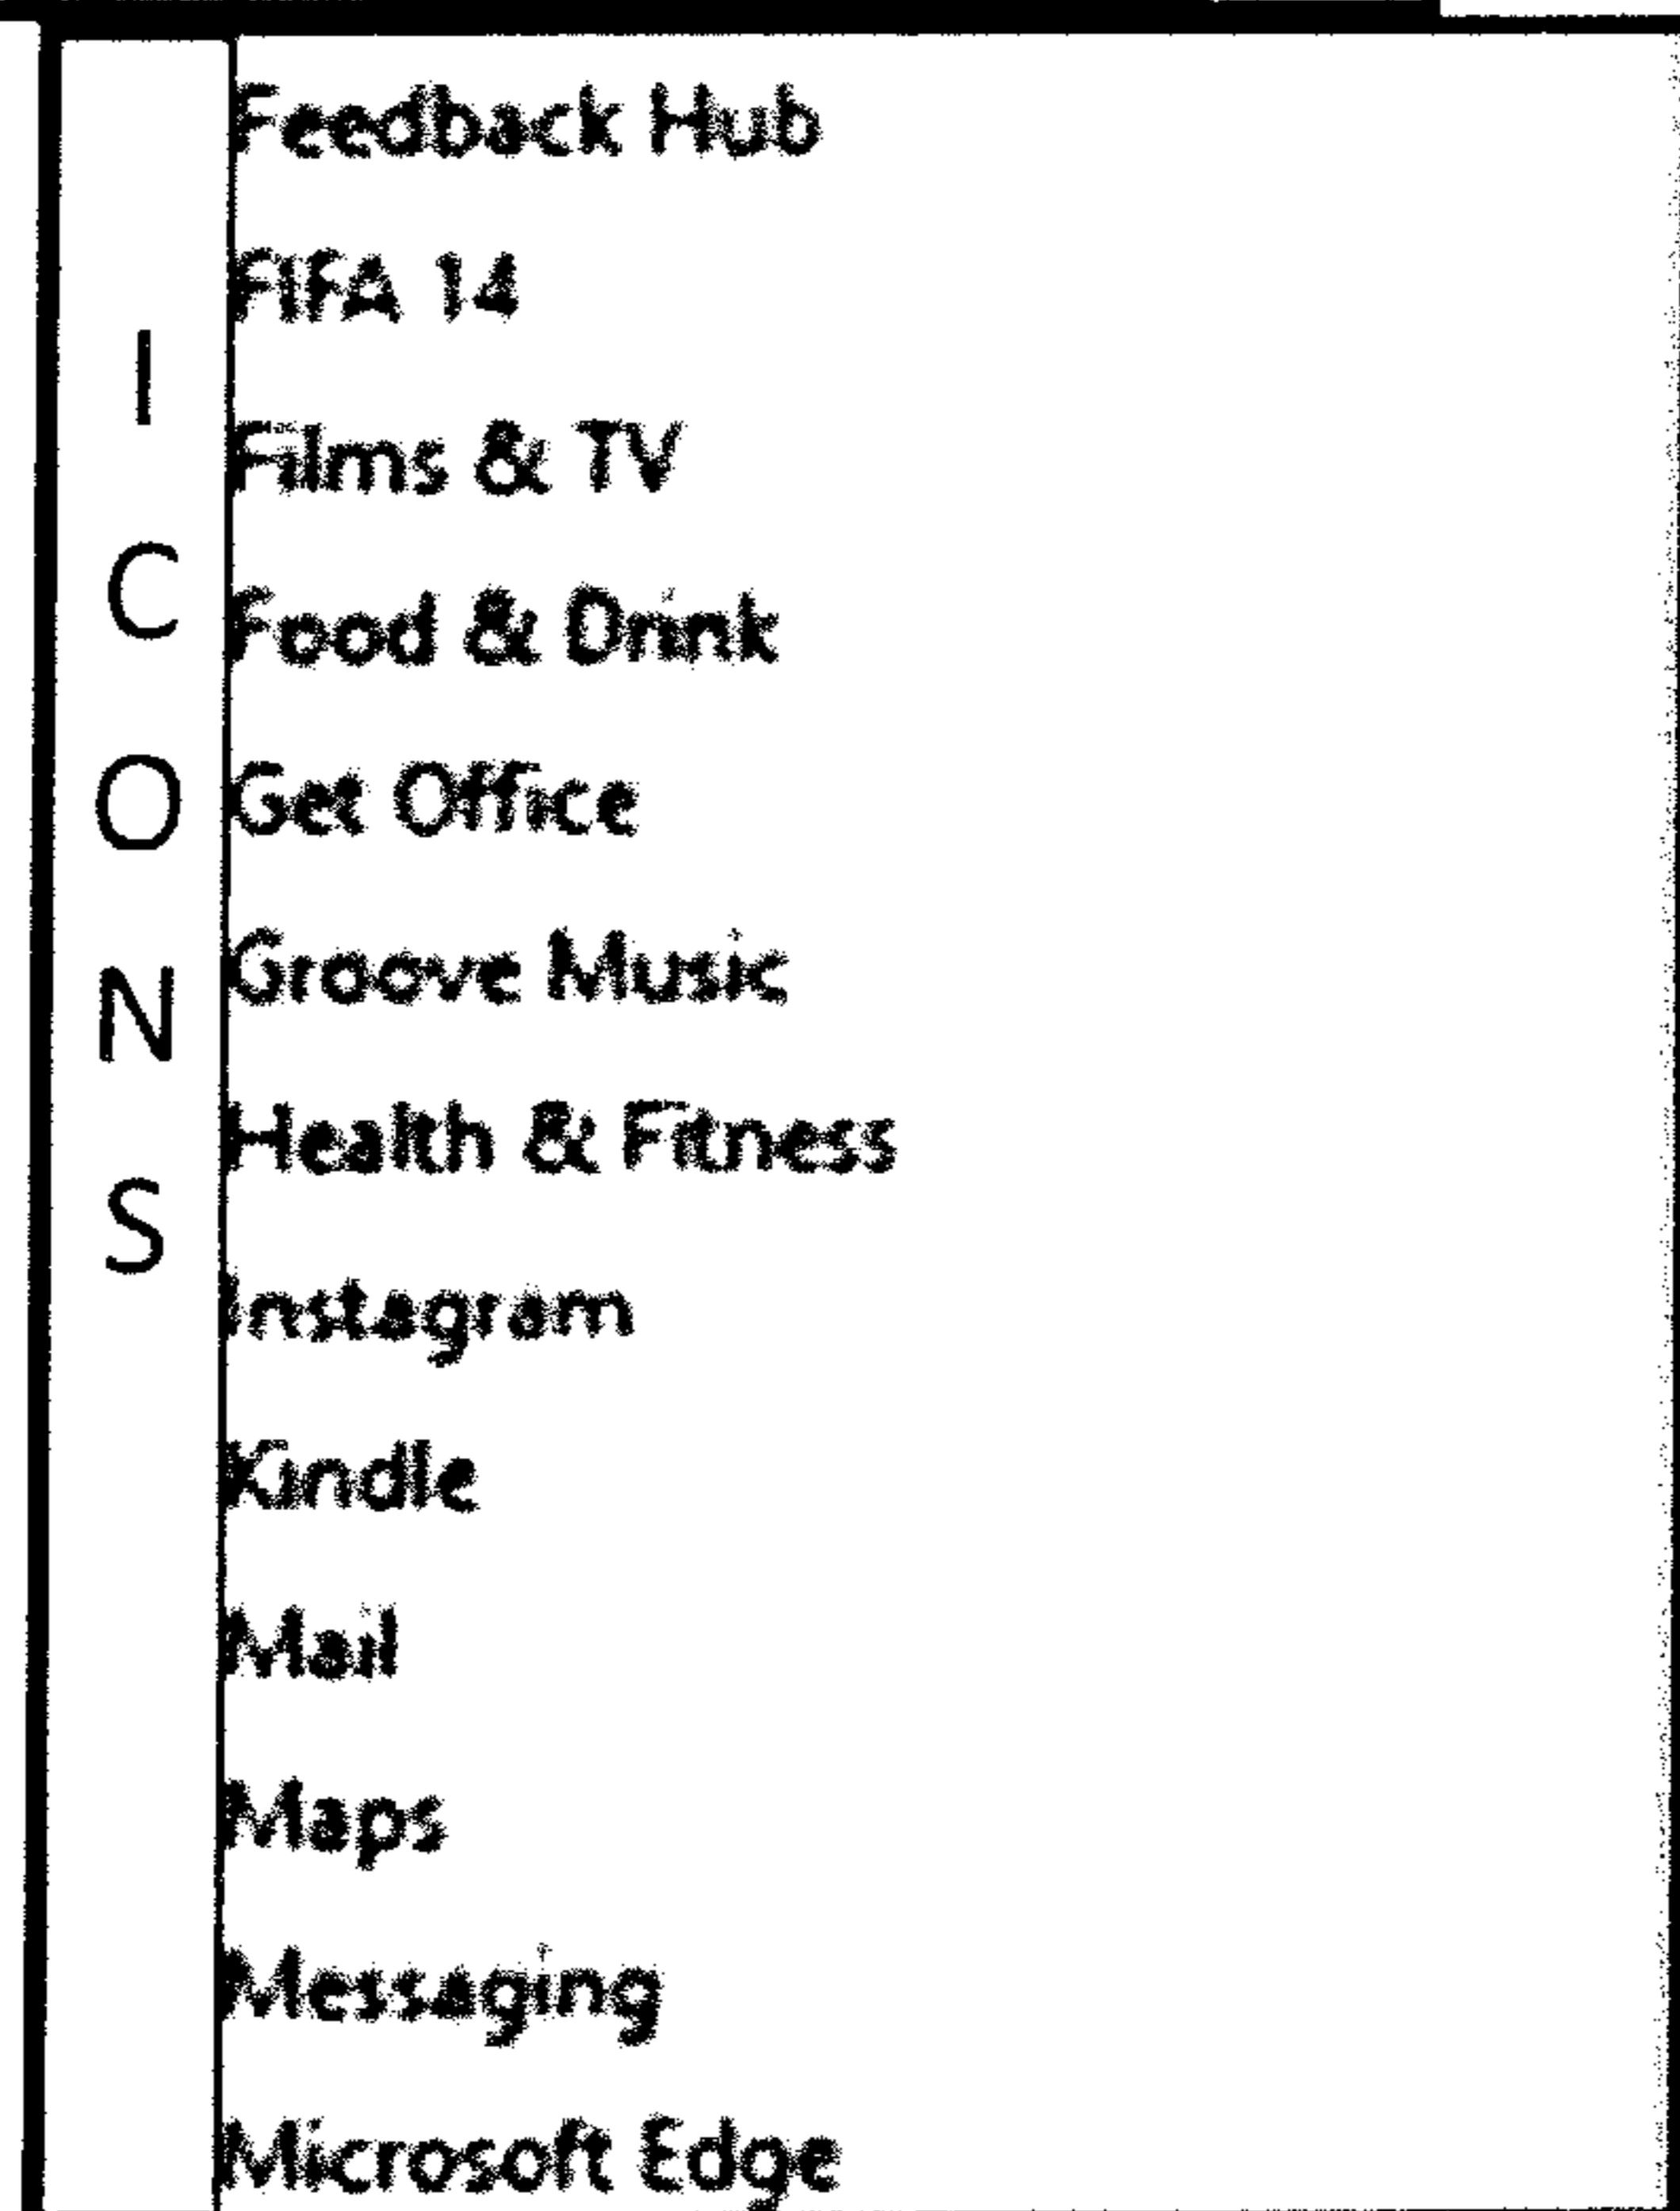 I
C
O
N
S
Feedback Hub
FIFA 14
Films & TV
Food & Drink
Get Office
Groove Music
Health & Fitness
Instagram
Kindle
Mail
Maps
Messaging
Microsoft Edge